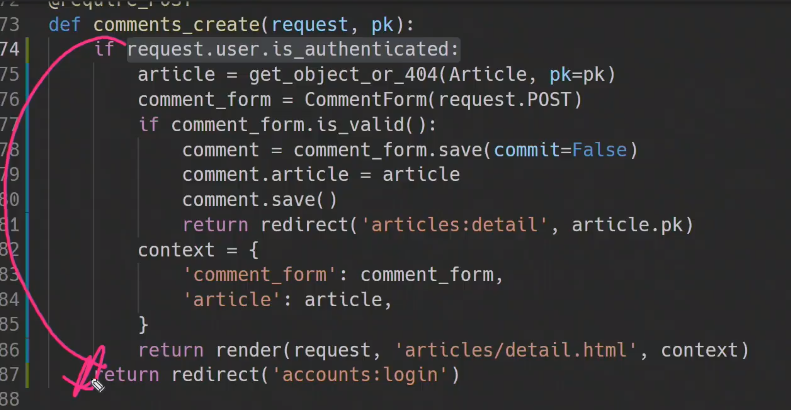 @require_POST
73 def comments_create(request, pk):
74 if request.user.is_authenticated:
75 article = get_object_or_404(Article, pk=pk)
76 comment_form = CommentForm(request.POST)
77 if comment_form.is_valid():
78 comment = comment_form.save(commit=False)
79 comment.article = article
80 comment.save()
81 return redirect('articles:detail', article.pk)
82 context = {
83 'comment_form': comment_form,
84 'article': article,
85 }
86 return render(request, 'articles/detail.html', context)
87 return redirect('accounts:login')
88